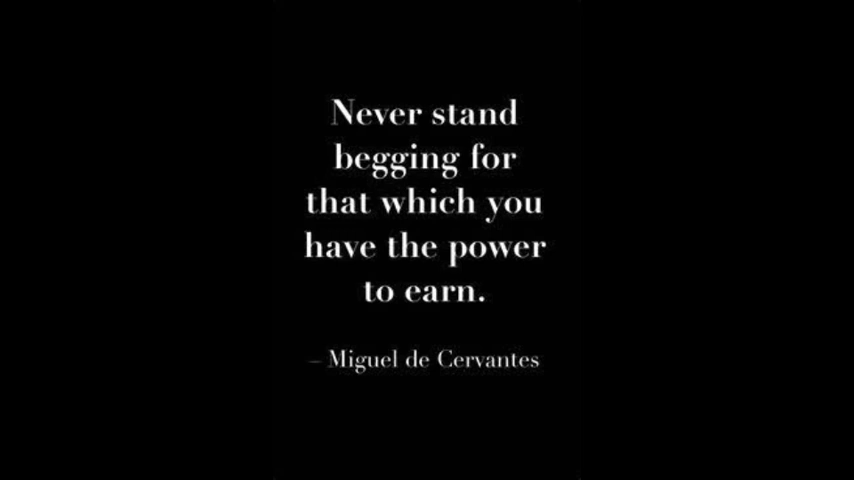 Never stand
begging for
that which you
have the power
to earn.
– Miguel de Cervantes